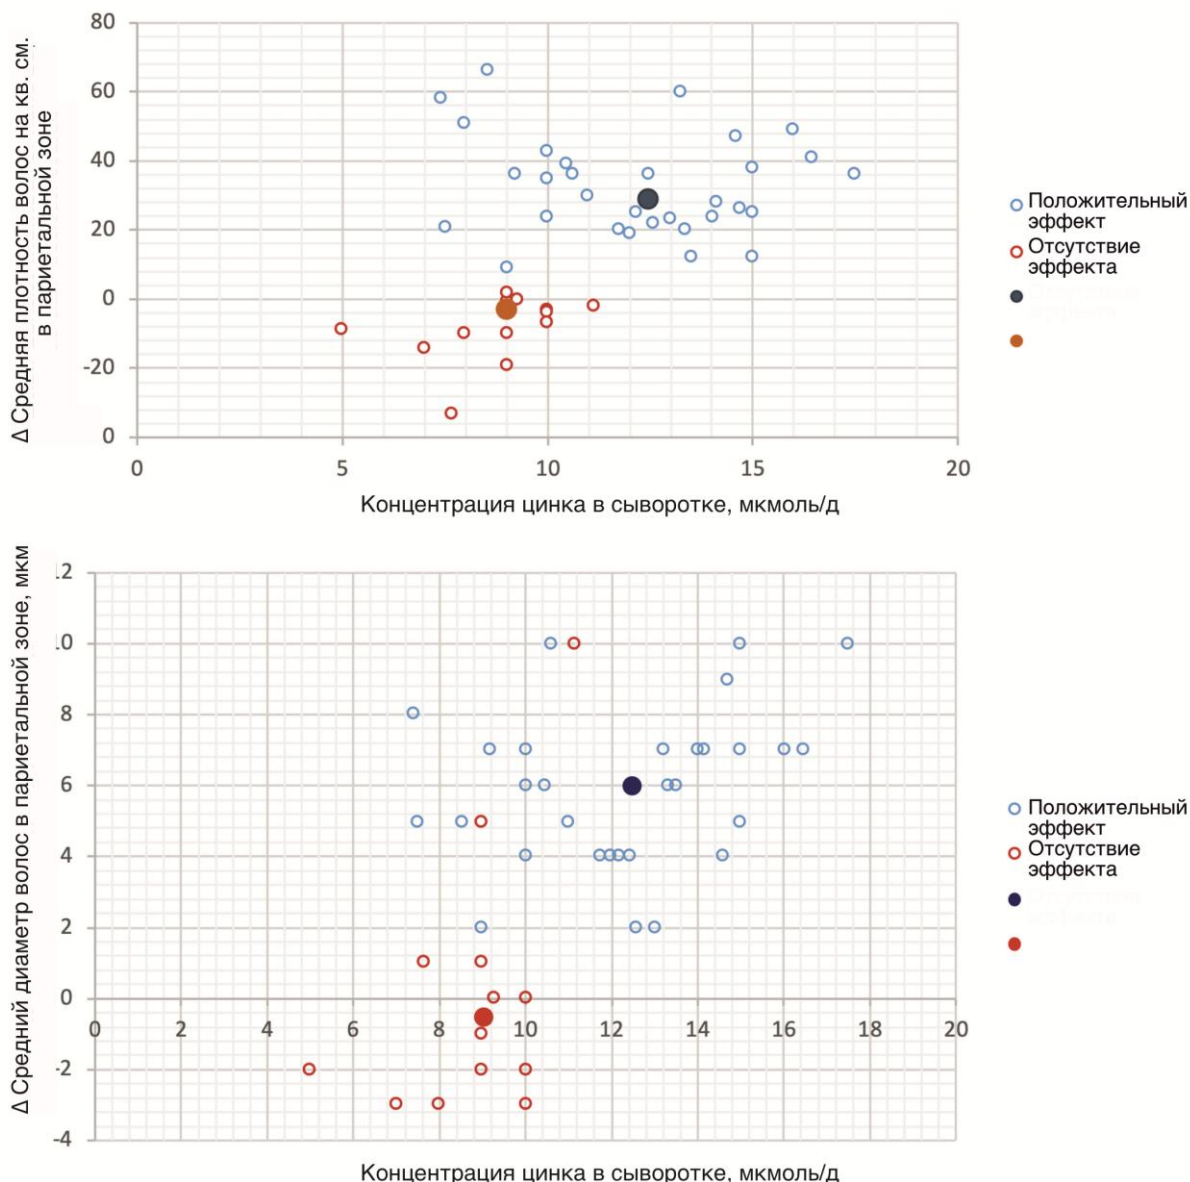 Δ Средняя плотность волос на кв. см.
в париетальной зоне
80
60
40
20
0
-20
0
0 5 10 15 20
Концентрация цинка в сыворотке, мкмоль/д
Положительный
эффект
Отсутствие
эффекта
Δ Средний диаметр волос в париетальной зоне, мкм
12
10
8
6
4
2
0
-2
-4
0 2 4 6 8 10 12 14 16 18 20
Концентрация цинка в сыворотке, мкмоль/д
Положительный
эффект
Отсутствие
эффекта